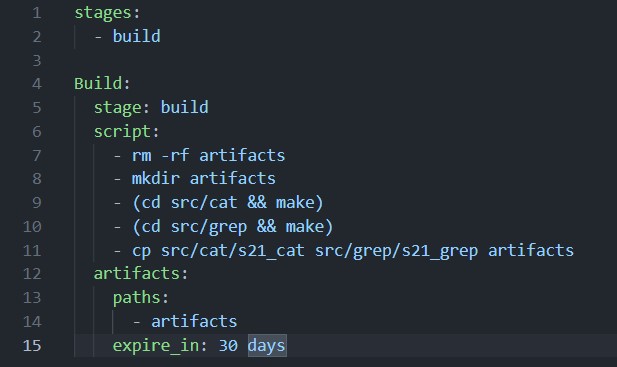 1 stages:
2   - build
3
4 Build:
5   stage: build
6   script:
7     - rm -rf artifacts
8     - mkdir artifacts
9     - (cd src/cat && make)
10     - (cd src/grep && make)
11     - cp src/cat/s21_cat src/grep/s21_grep artifacts
12   artifacts:
13     paths:
14       - artifacts
15     expire_in: 30 days